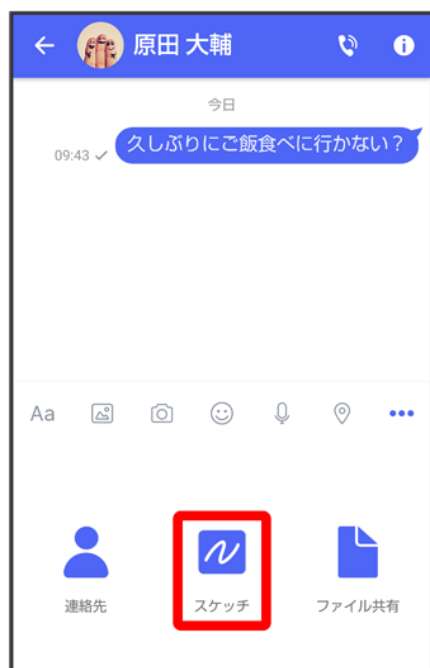 原田 大輔
今日
久しぶりにご飯食べに行かない？
09:43
Aa
連絡先
スケッチ
ファイル共有